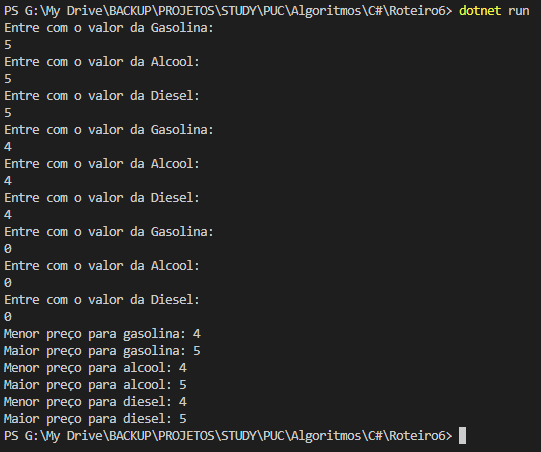 PS G:\My Drive\BACKUP\PROJETOS\STUDY\PUC\Algoritmos\C#\Roteiro6> dotnet run
Entre com o valor da Gasolina:
5
Entre com o valor da Alcool:
5
Entre com o valor da Diesel:
5
Entre com o valor da Gasolina:
4
Entre com o valor da Alcool:
4
Entre com o valor da Diesel:
4
Entre com o valor da Gasolina:
0
Entre com o valor da Alcool:
0
Entre com o valor da Diesel:
0
Menor preço para gasolina: 4
Maior preço para gasolina: 5
Menor preço para alcool: 4
Maior preço para alcool: 5
Menor preço para diesel: 4
Maior preço para diesel: 5
PS G:\My Drive\BACKUP\PROJETOS\STUDY\PUC\Algoritmos\C#\Roteiro6>